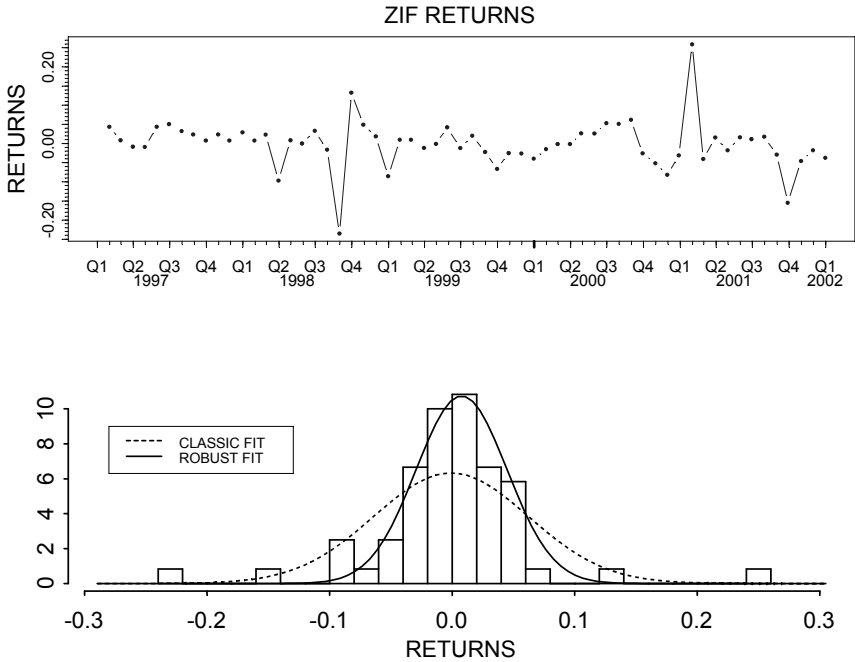 ZIF RETURNS
RETURNS
0.20
0.00
-0.20
Q1 Q2 Q3 Q4 Q1 Q2 Q3 Q4 Q1 Q2 Q3 Q4 Q1 Q2 Q3 Q4 Q1 Q2 Q3 Q4 Q1
1997 1998 1999 2000 2001 2002
10
8
6
4
2
0
CLASSIC FIT
ROBUST FIT
-0.3 -0.2 -0.1 0.0 0.1 0.2 0.3
RETURNS